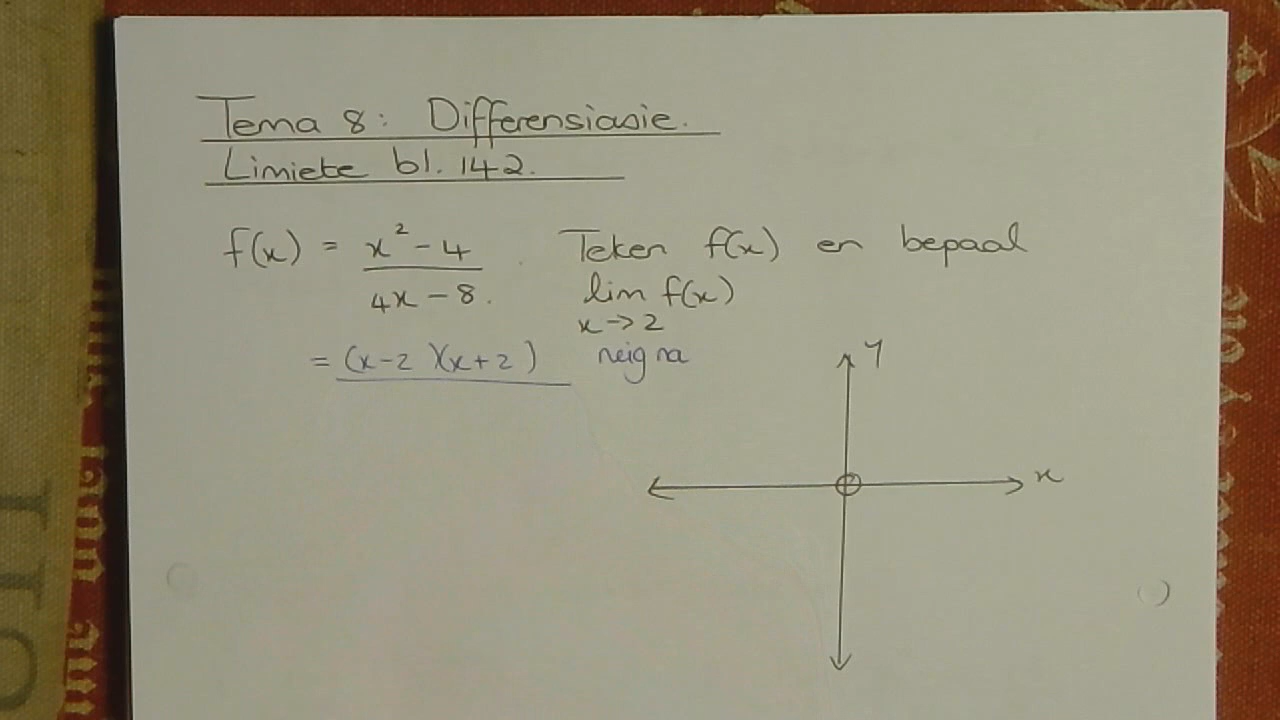 Tema 8: Differensiasie.
Limiete bl. 142.
f(x) = x² - 4 / 4x - 8. Teken f(x) en bepaal
lim f(x)
x → 2
= (x - 2)(x + 2) neig na
y
x